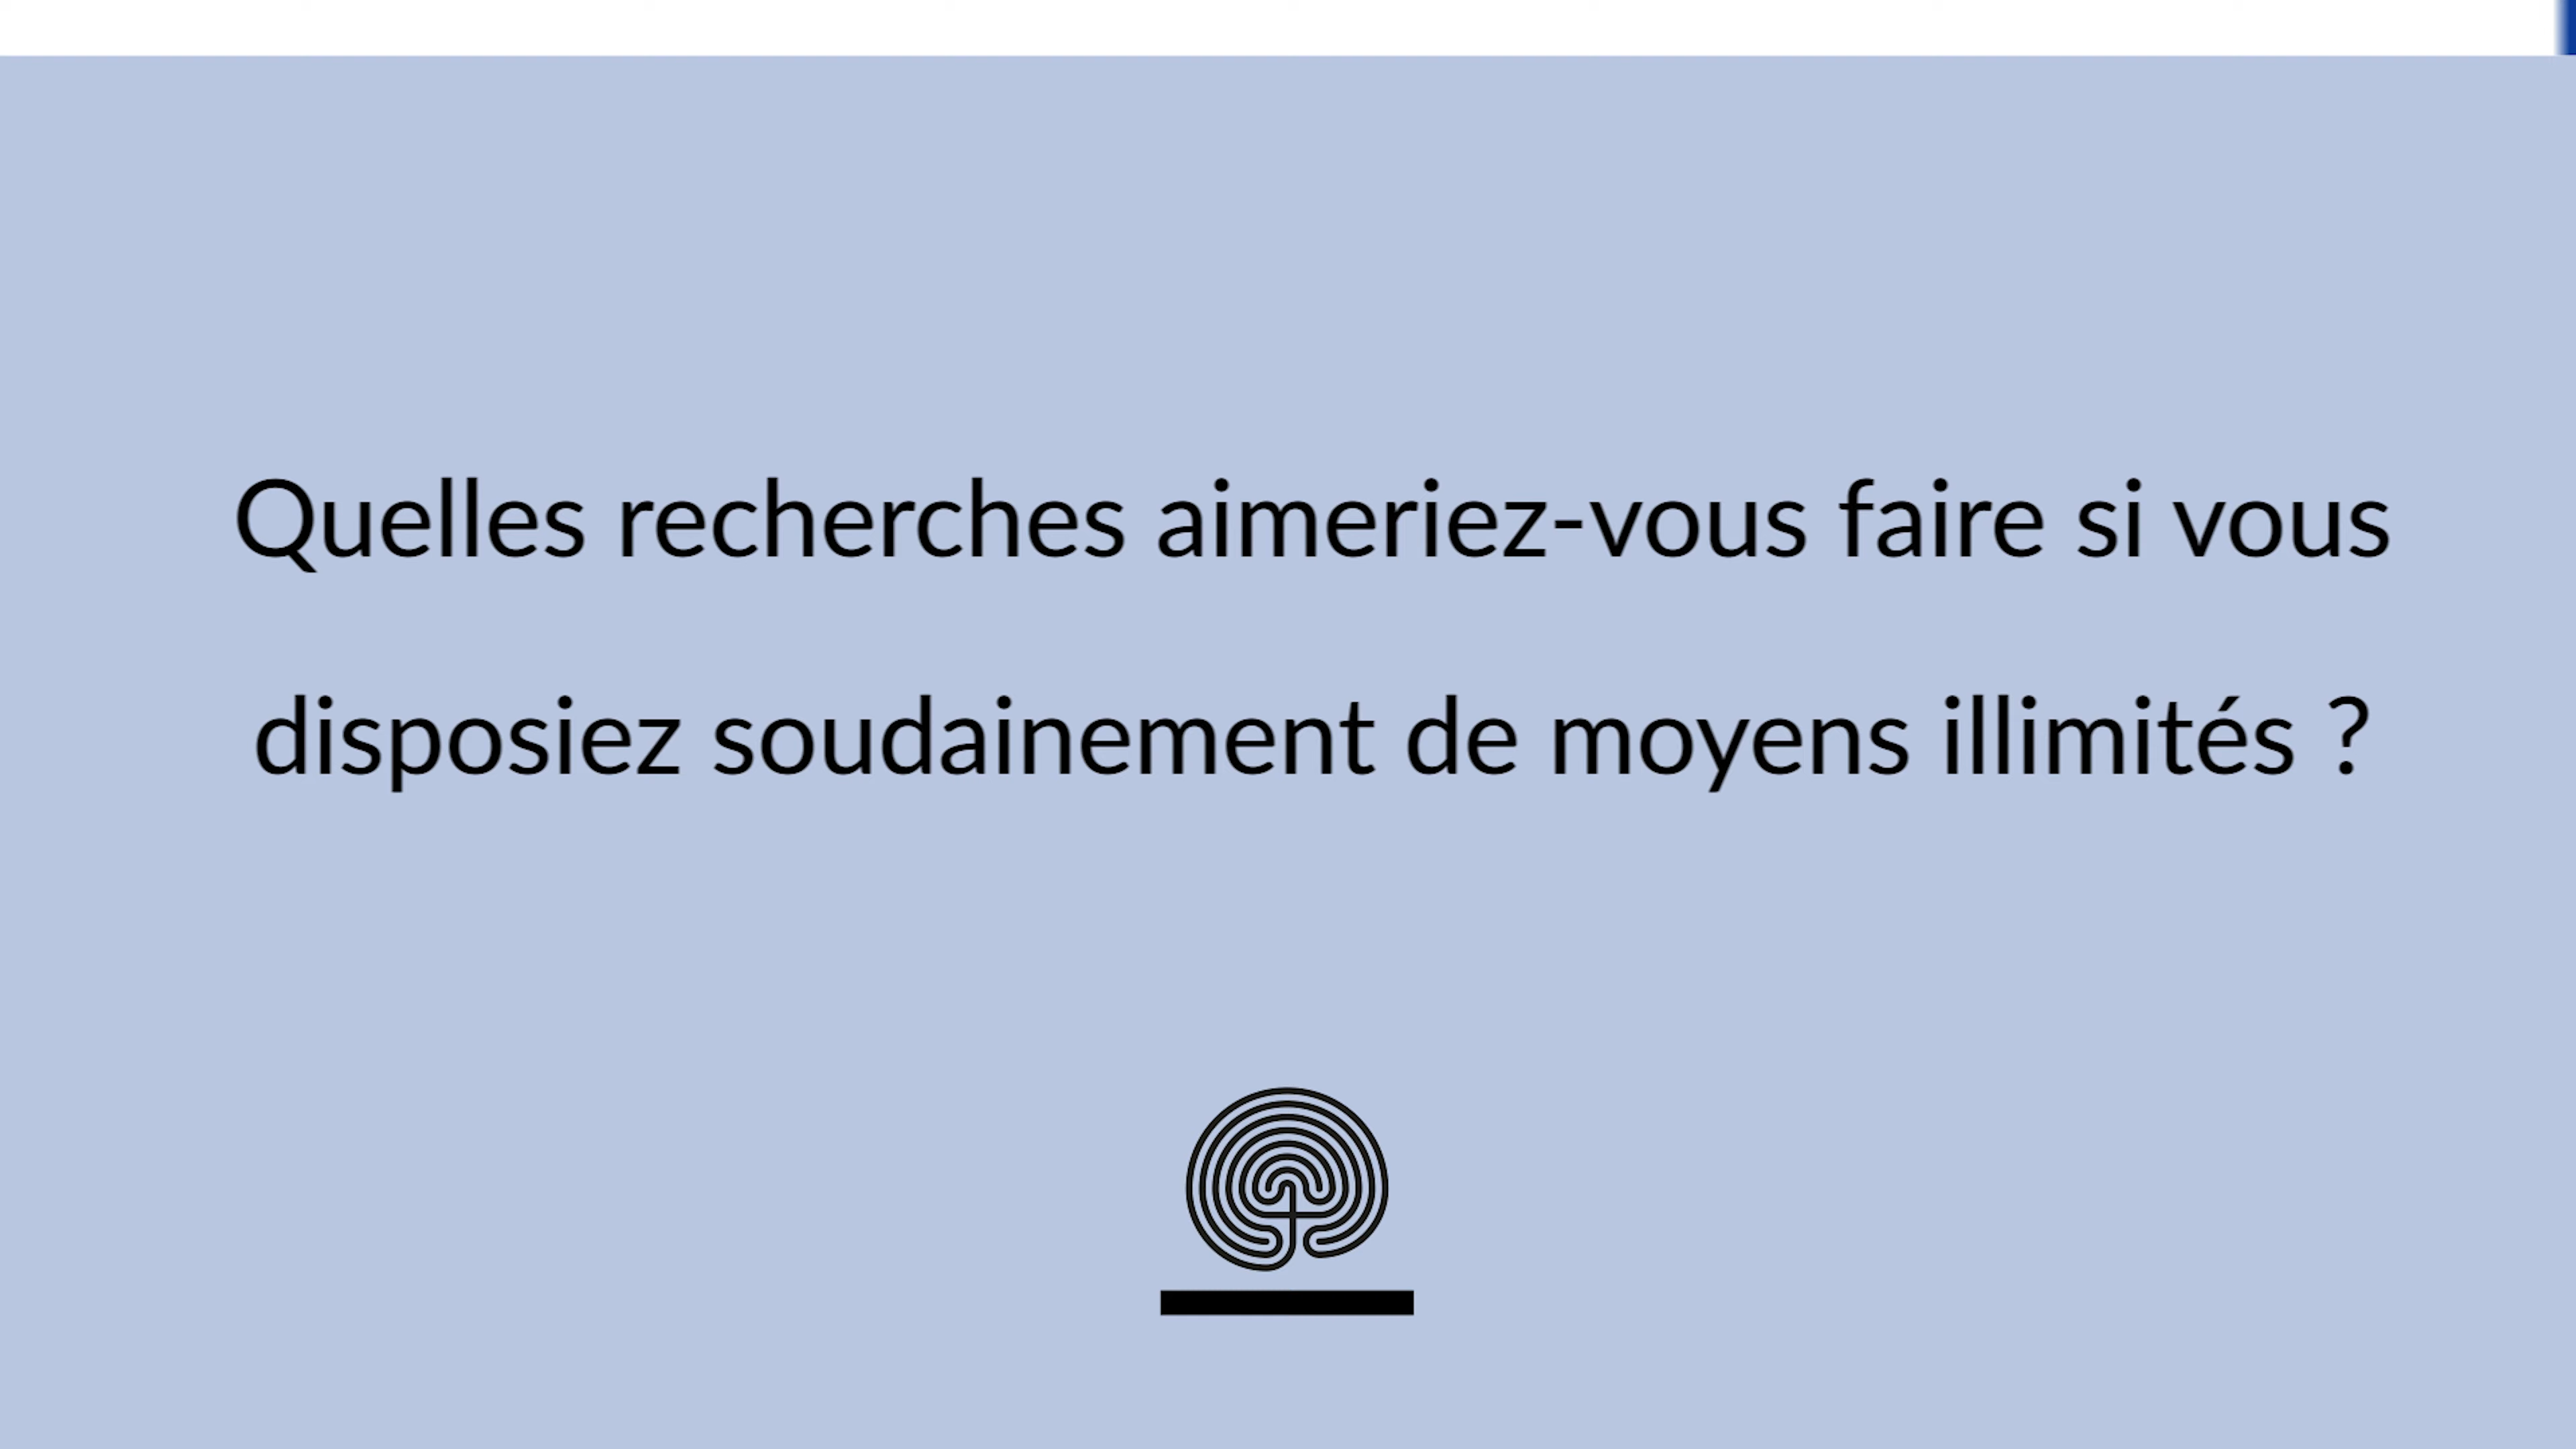 Quelles recherches aimeriez-vous faire si vous
disposiez soudainement de moyens illimités ?